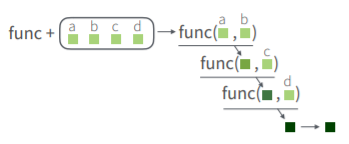 a b c d
func +
a b
func( , )
c
func( , )
d
func( , )